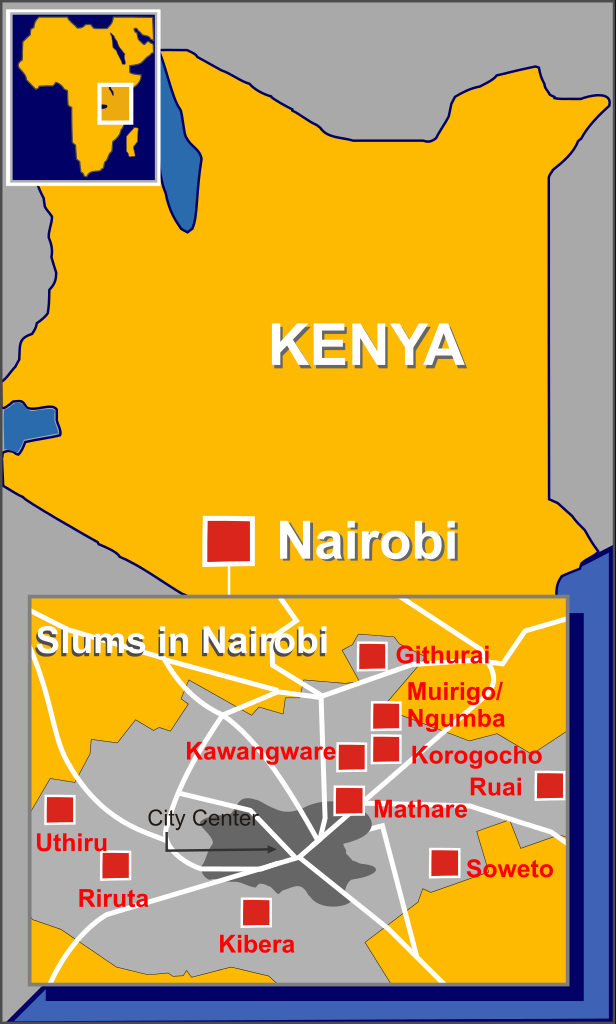 KENYA
Nairobi
Slums in Nairobi
Githurai
Muirigo/
Ngumba
Kawangware
Korogocho
Ruai
Mathare
City Center
Uthiru
Soweto
Riruta
Kibera